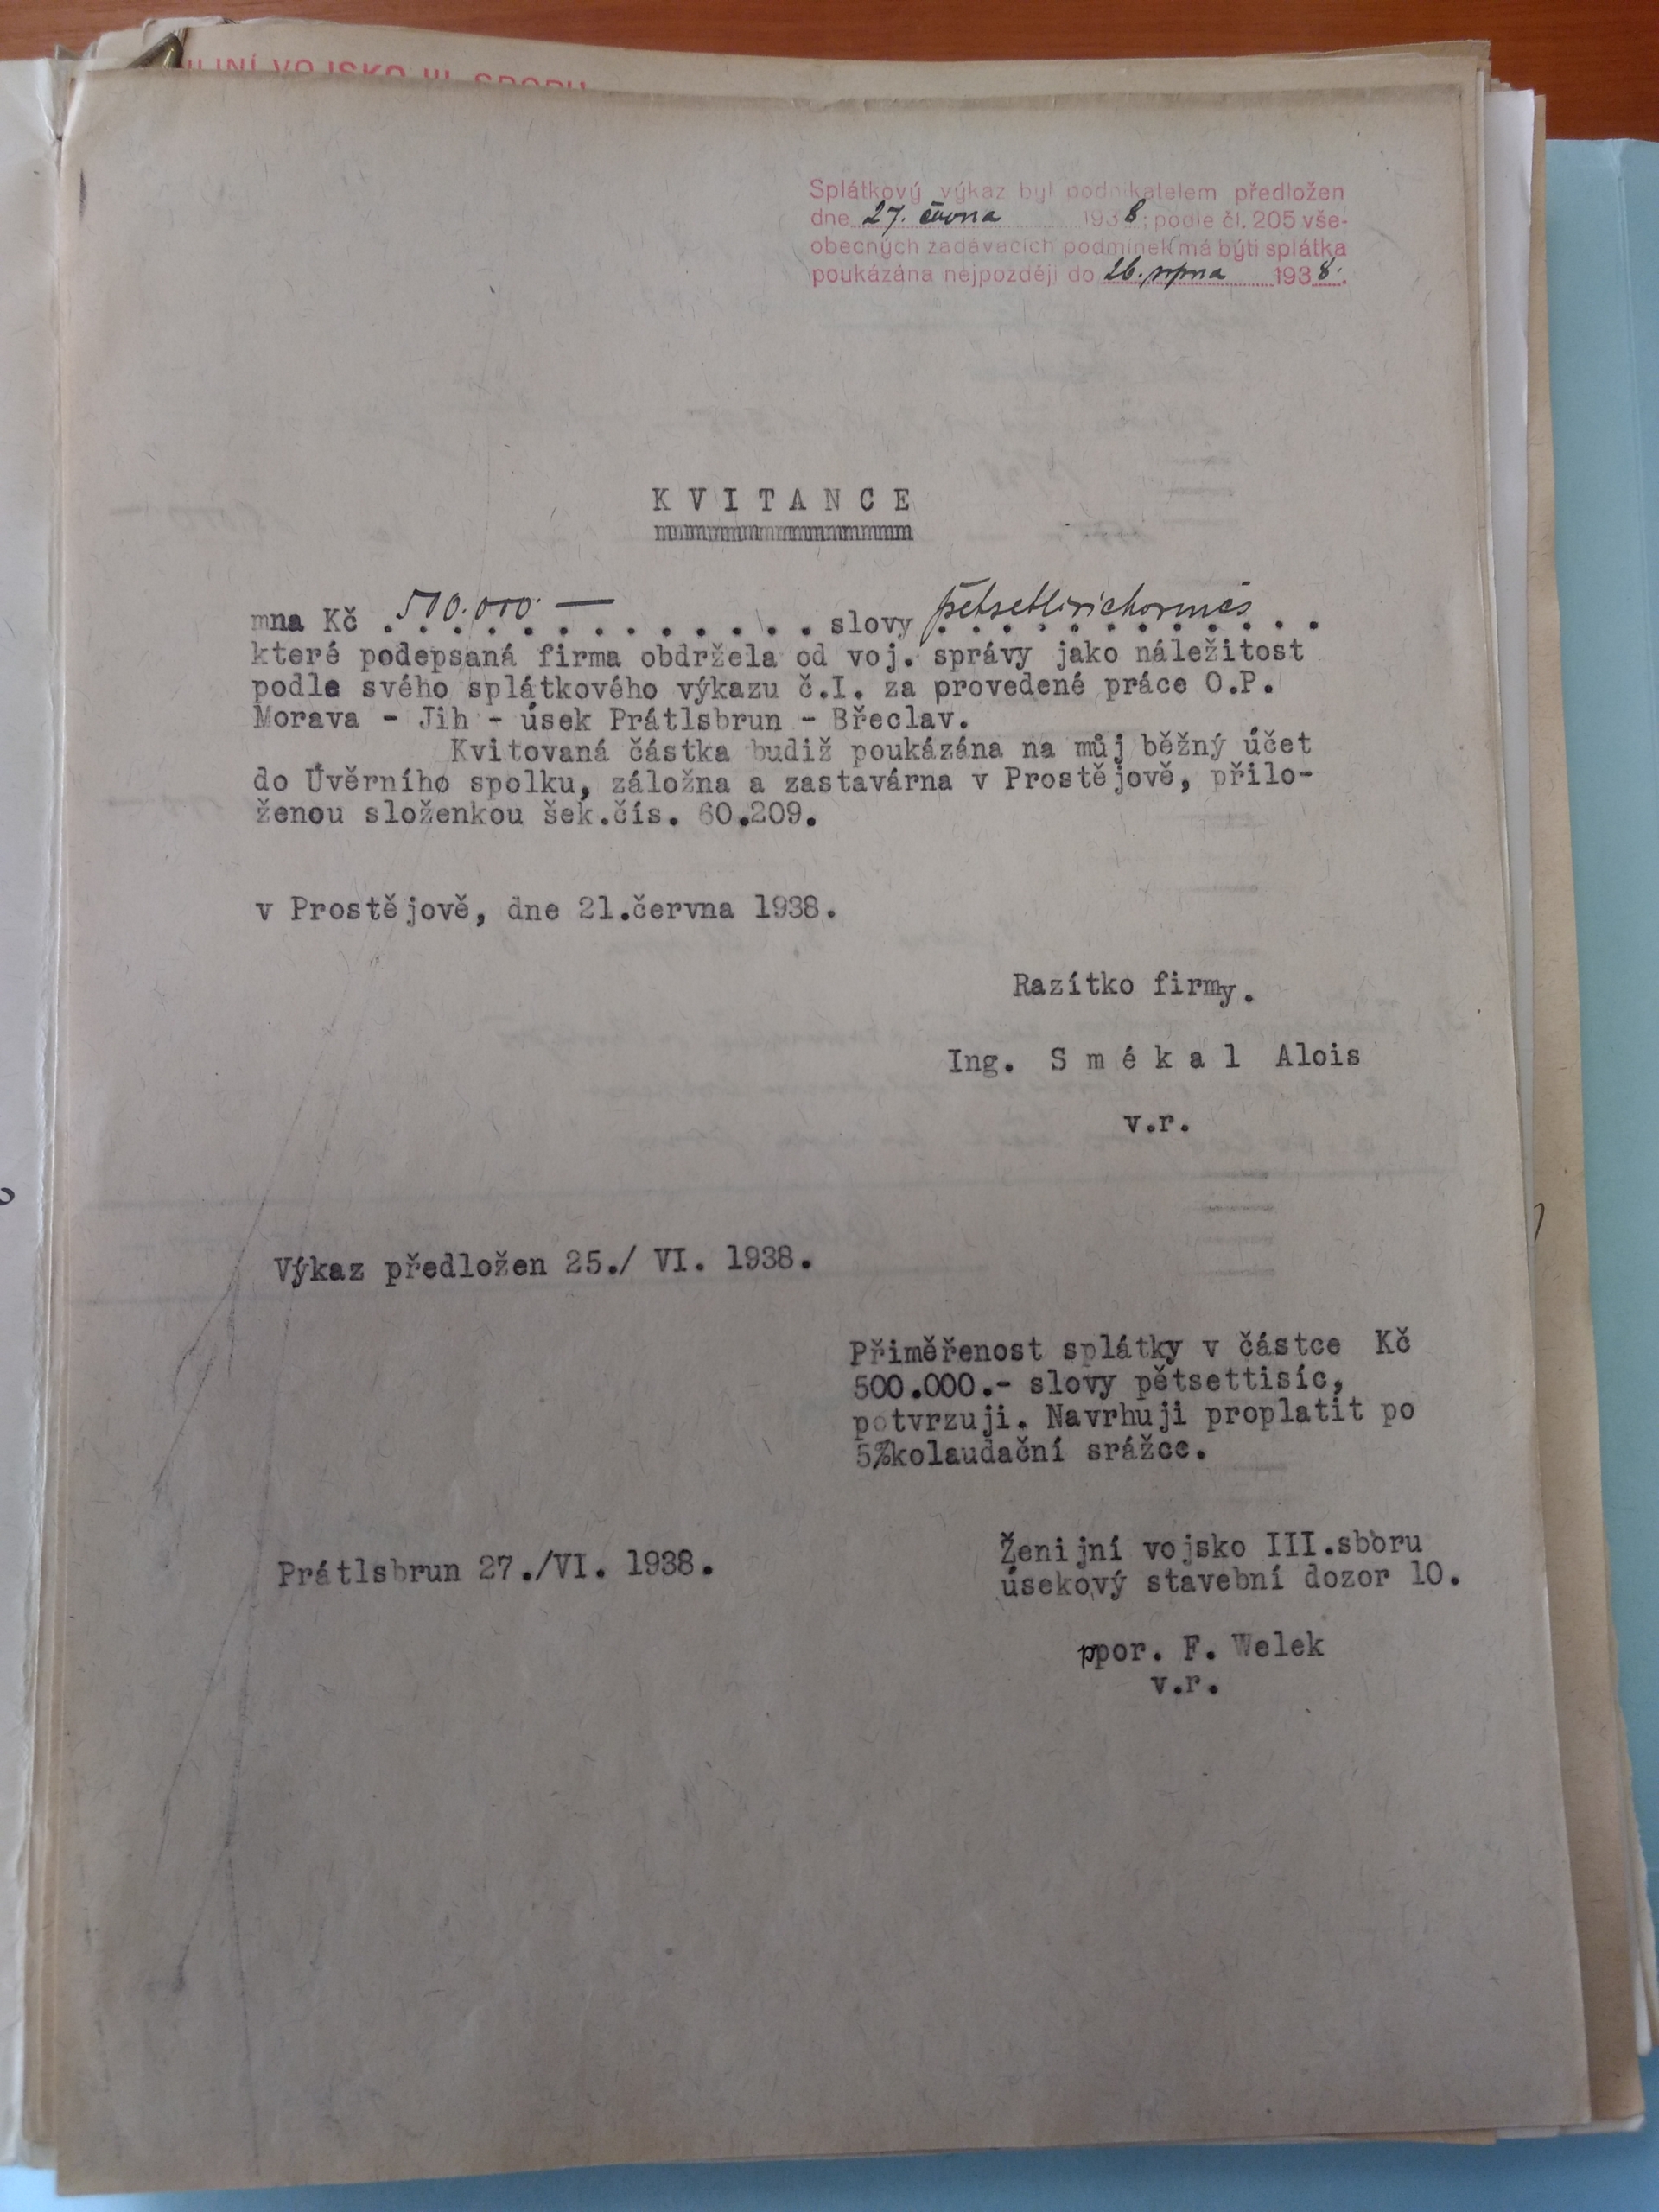 Splátkový výkaz byl podnikatelem předložen
dne 27. června 1938; podle čl. 205 vše-
obecných zadávacích podmínek má býti splátka
poukázána nejpozději do 26. srpna 1938.
K V I T A N C E
mna Kč 500.000.— slovy
které podepsaná firma obdržela od voj. správy jako náležitost
podle svého splátkového výkazu č.I. za provedené práce O.P.
Morava - Jih - úsek Prátlsbrun - Břeclav.
Kvitovaná částka budiž poukázána na můj běžný účet
do Úvěrního spolku, záložna a zastavárna v Prostějově, přilo-
ženou složenkou šek.čís. 60.209.
v Prostějově, dne 21.června 1938.
Razítko firmy.
Ing. S m é k a l Alois
v.r.
Výkaz předložen 25./ VI. 1938.
Přiměřenost splátky v částce Kč
500.000.- slovy pětsettisíc,
potvrzuji. Navrhuji proplatit po
5%kolaudační srážce.
Prátlsbrun 27./VI. 1938.
Ženijní vojsko III.sboru
úsekový stavební dozor 10.
ppor. F. Welek
v.r.